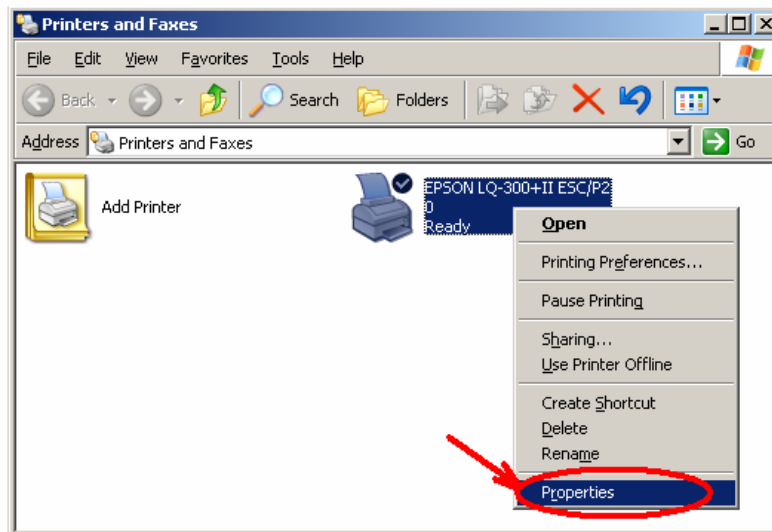 Printers and Faxes
File Edit View Favorites Tools Help
Back Search Folders
Address Printers and Faxes Go
Add Printer
EPSON LQ-300+II ESC/P2
0
Ready
Open
Printing Preferences...
Pause Printing
Sharing...
Use Printer Offline
Create Shortcut
Delete
Rename
Properties